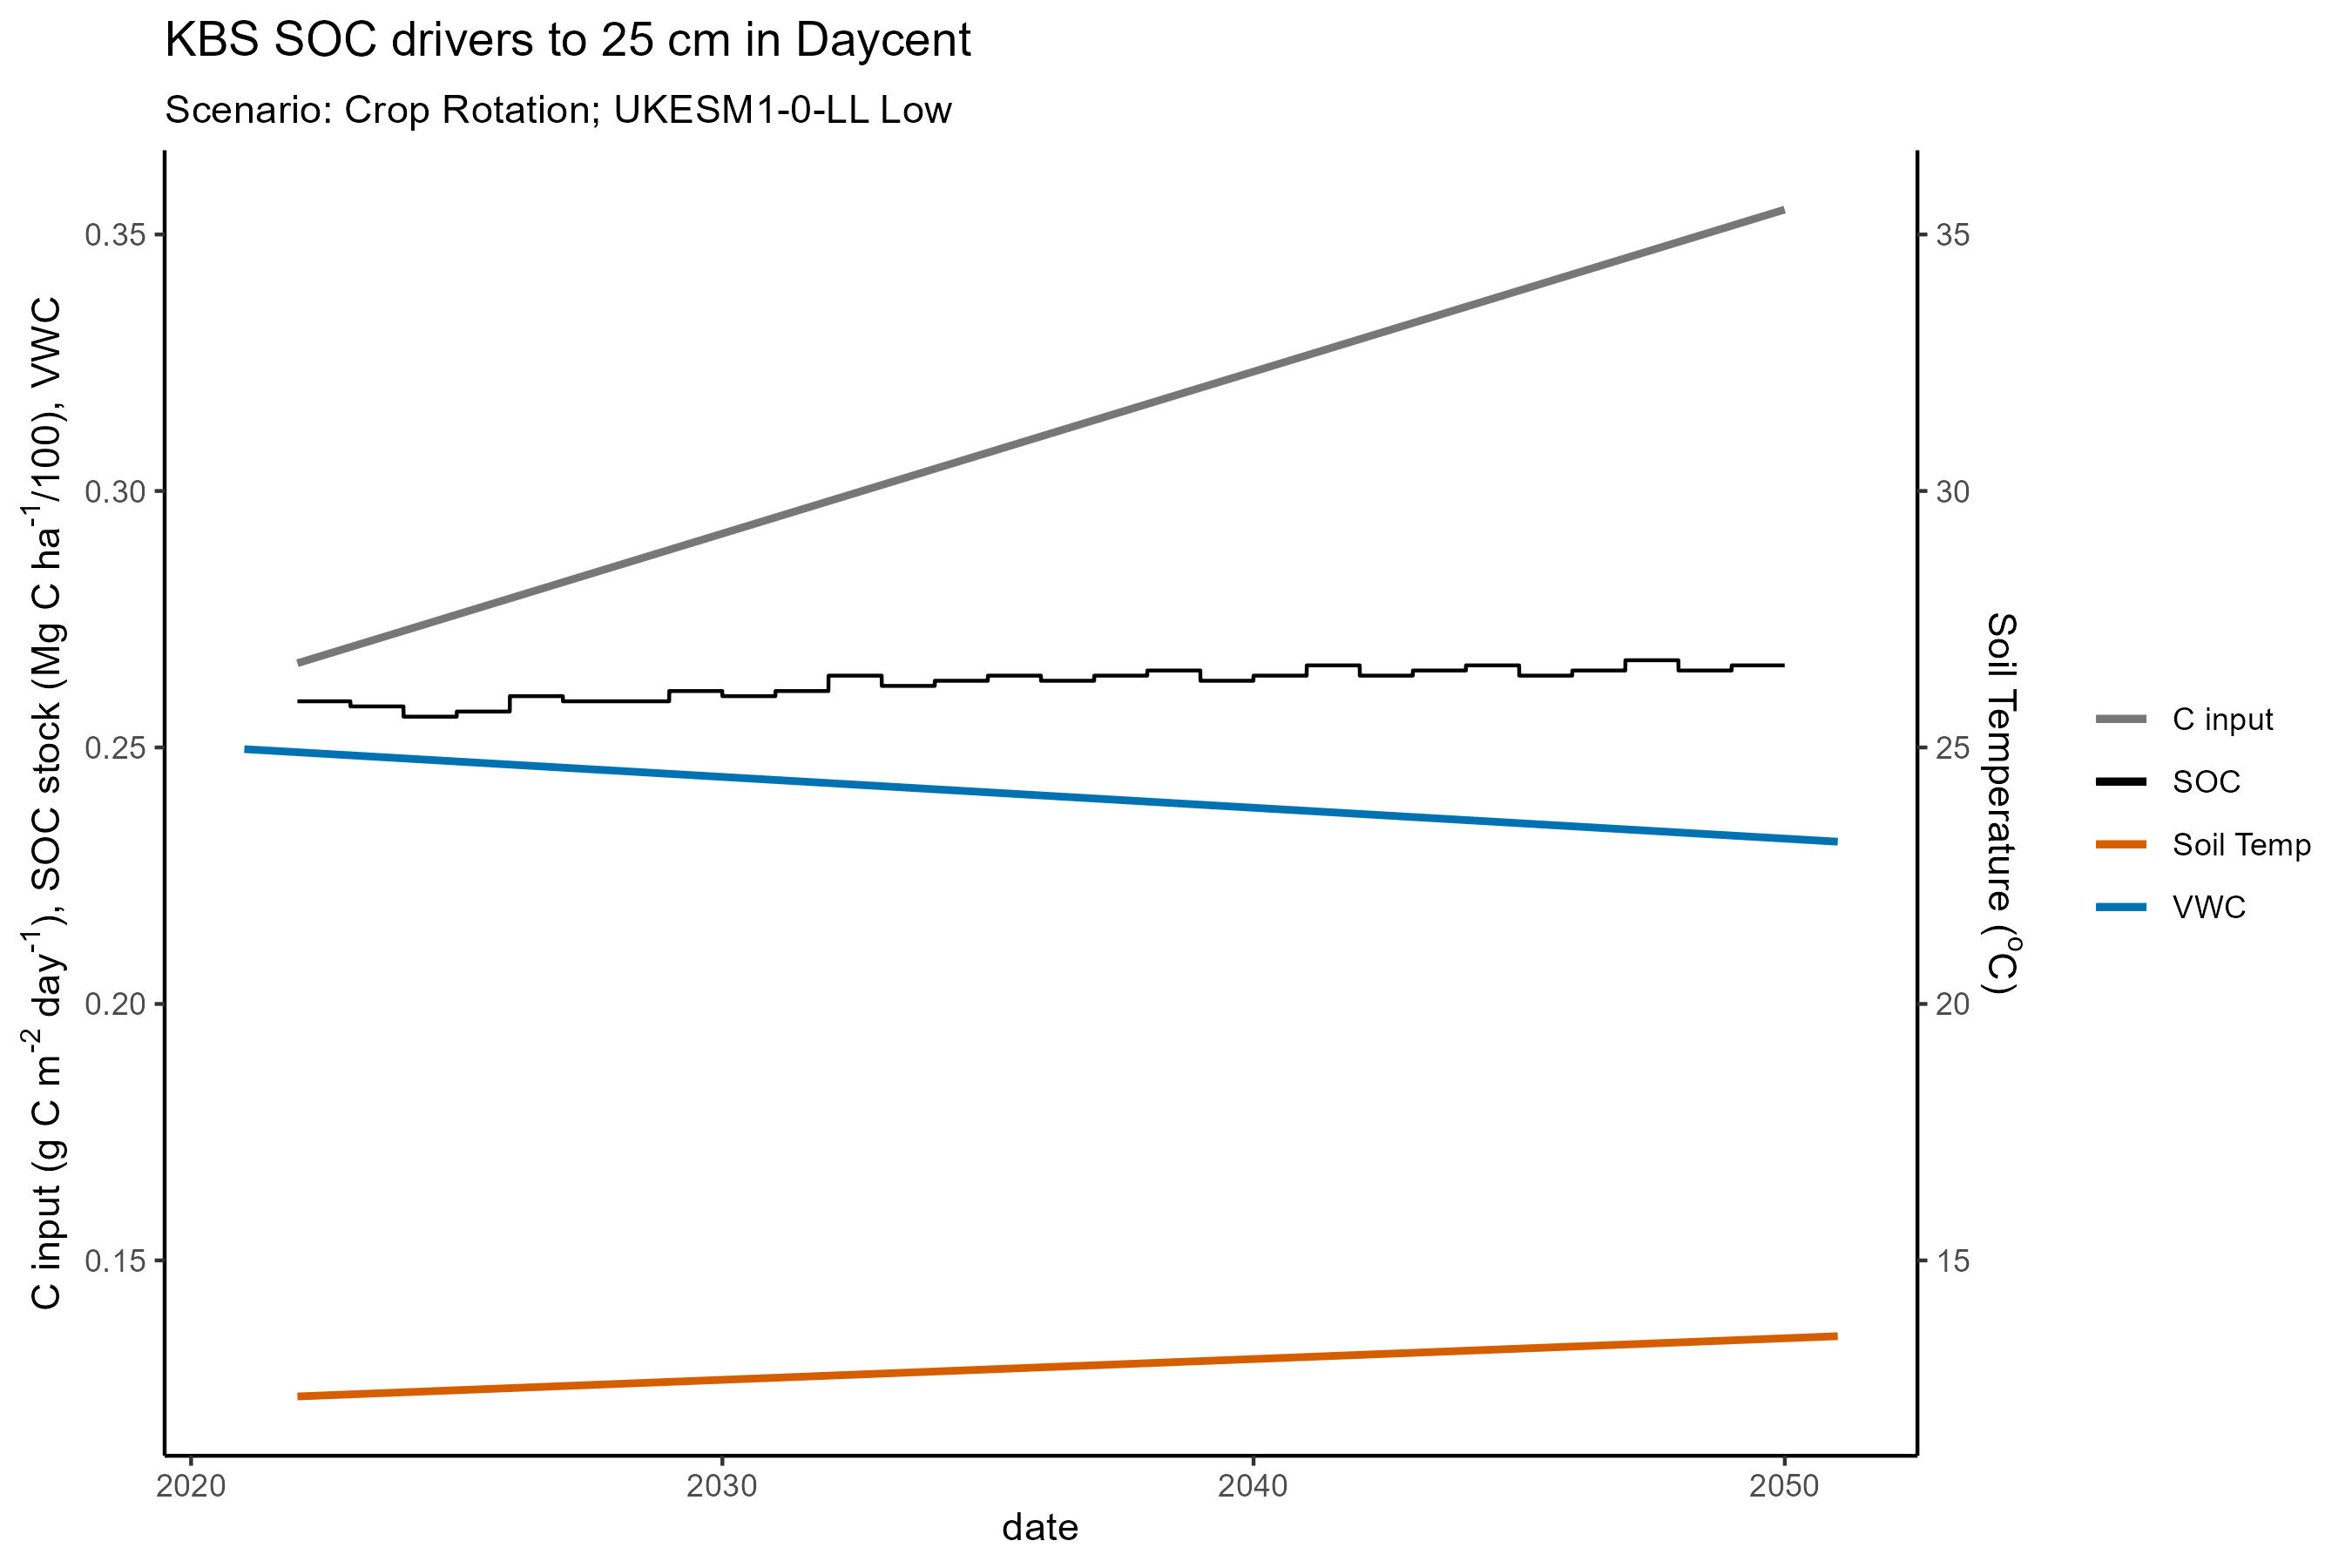 KBS SOC drivers to 25 cm in Daycent
Scenario: Crop Rotation; UKESM1-0-LL Low
C input (g C m⁻² day⁻¹), SOC stock (Mg C ha⁻¹/100), VWC
0.35
0.30
0.25
0.20
0.15
35
30
25
20
15
Soil Temperature (ºC)
C input
SOC
Soil Temp
VWC
2020
2030
2040
2050
date